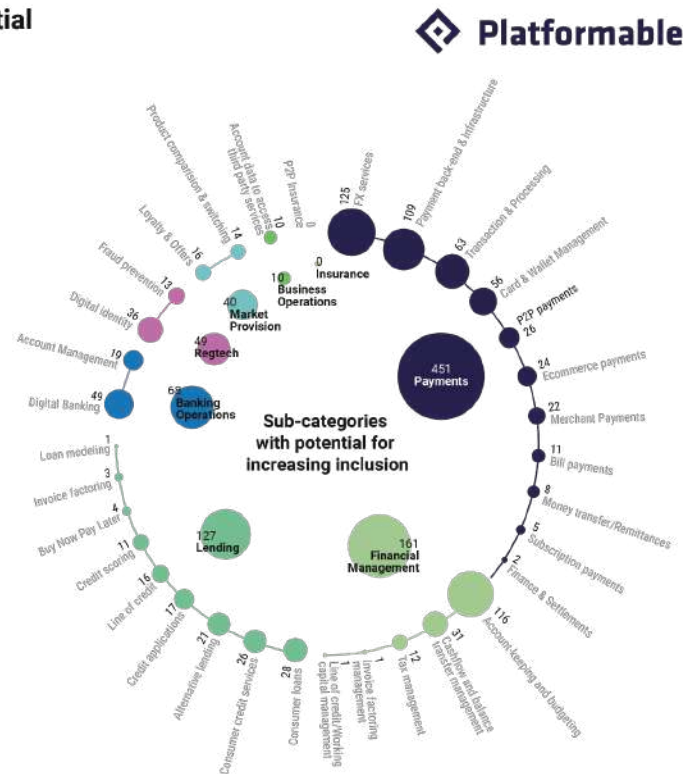 tial
Platformable
Sub-categories
with potential for
increasing inclusion
451
Payments
125
FX services
109
Payment back-end & infrastructure
63
Transaction & Processing
56
Card & Wallet Management
P2P payments
26
24
Ecommerce payments
22
Merchant Payments
11
Bill payments
8
Money transfer/Remittances
5
Subscription payments
2
Finance & Settlements
161
Financial
Management
116
Account-keeping and budgeting
31
Cashflow and balance
transfer management
12
Tax management
1
Invoice factoring
management
1
Line of credit/Working
capital management
127
Lending
28
Consumer loans
26
Consumer credit services
21
Alternative lending
17
Credit applications
16
Line of credit
11
Credit scoring
4
Buy Now Pay Later
3
Invoice factoring
1
Loan modeling
Banking
Operations
49
Digital Banking
19
Account Management
49
Regtech
36
Digital identity
13
Fraud prevention
40
Market
Provision
16
Loyalty & Offers
14
Product comparision & switching
10
Business
Operations
10
Account data to access
third party services
0
Insurance
0
P2P Insurance